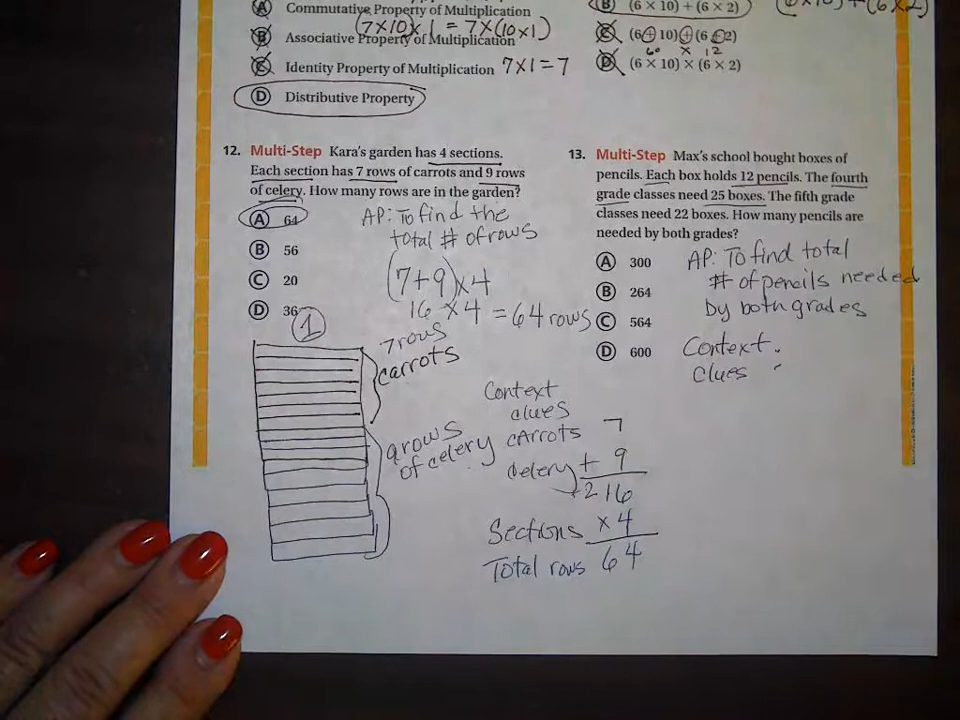 A Commutative Property of Multiplication
(7×10)×1 = 7×(10×1)
B Associative Property of Multiplication
C Identity Property of Multiplication 7×1=7
D Distributive Property
B (6 × 10) + (6 × 2)
(6×10)+(6×2)
C (6 + 10) + (6 + 2)
60 × 12
D (6 × 10) × (6 × 2)
12. Multi-Step Kara's garden has 4 sections.
Each section has 7 rows of carrots and 9 rows
of celery. How many rows are in the garden?
A 64
B 56
C 20
D 36
AP: To find the
total # of rows
(7+9)×4
16 × 4 = 64 rows
1
7 rows
carrots
9 rows
of celery
Context
clues
carrots 7
celery + 9
+2 16
Sections × 4
Total rows 64
13. Multi-Step Max's school bought boxes of
pencils. Each box holds 12 pencils. The fourth
grade classes need 25 boxes. The fifth grade
classes need 22 boxes. How many pencils are
needed by both grades?
A 300
B 264
C 564
D 600
AP: To find total
# of pencils needed
by both grades
Context
clues